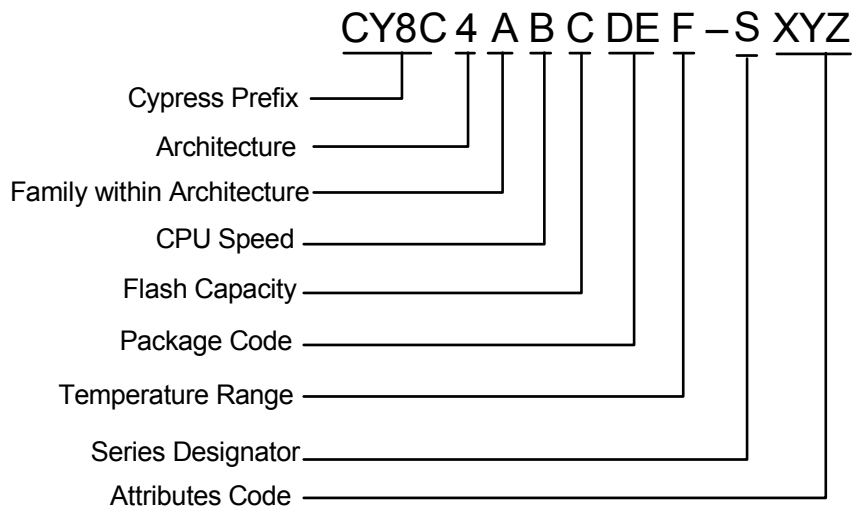 CY8C 4 A B C DE F – S XYZ
Cypress Prefix
Architecture
Family within Architecture
CPU Speed
Flash Capacity
Package Code
Temperature Range
Series Designator
Attributes Code